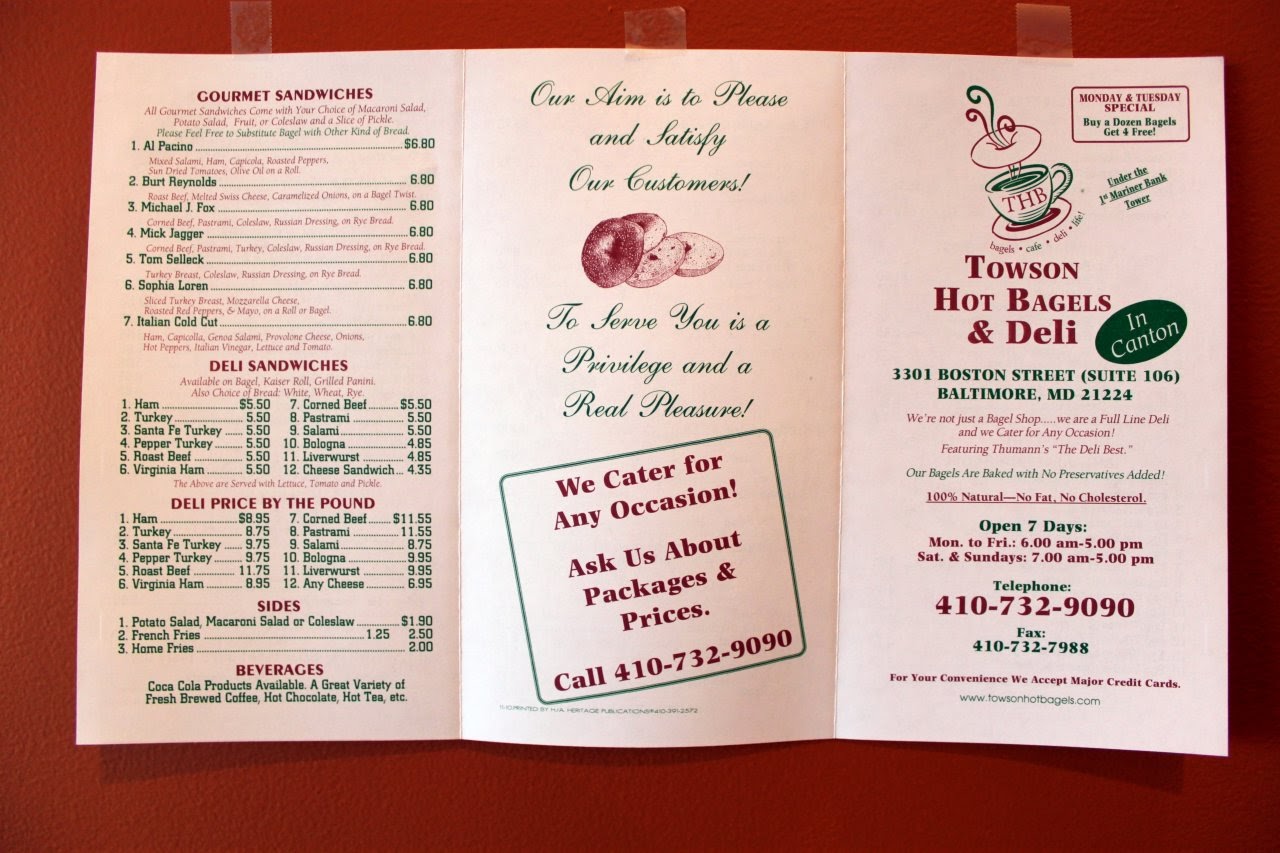 GOURMET SANDWICHES
All Gourmet Sandwiches Come with Your Choice of Macaroni Salad,
Potato Salad, Fruit, or Coleslaw and a Slice of Pickle.
Please Feel Free to Substitute Bagel with Other Kind of Bread.
1. Al Pacino $6.80
Mixed Salami, Ham, Capicola, Roasted Peppers,
Sun Dried Tomatoes, Olive Oil on a Roll.
2. Burt Reynolds 6.80
Roast Beef, Melted Swiss Cheese, Caramelized Onions, on a Bagel Twist.
3. Michael J. Fox 6.80
Corned Beef, Pastrami, Coleslaw, Russian Dressing, on Rye Bread.
4. Mick Jagger 6.80
Corned Beef, Pastrami, Turkey, Coleslaw, Russian Dressing, on Rye Bread.
5. Tom Selleck 6.80
Turkey Breast, Coleslaw, Russian Dressing, on Rye Bread.
6. Sophia Loren 6.80
Sliced Turkey Breast, Mozzarella Cheese,
Roasted Red Peppers, & Mayo, on a Roll or Bagel.
7. Italian Cold Cut 6.80
Ham, Capicolla, Genoa Salami, Provolone Cheese, Onions,
Hot Peppers, Italian Vinegar, Lettuce and Tomato.
DELI SANDWICHES
Available on Bagel, Kaiser Roll, Grilled Panini.
Also Choice of Bread: White, Wheat, Rye.
1. Ham $5.50 7. Corned Beef $5.50
2. Turkey 5.50 8. Pastrami 5.50
3. Santa Fe Turkey 5.50 9. Salami 5.50
4. Pepper Turkey 5.50 10. Bologna 4.85
5. Roast Beef 5.50 11. Liverwurst 4.85
6. Virginia Ham 5.50 12. Cheese Sandwich 4.35
The Above are Served with Lettuce, Tomato and Pickle.
DELI PRICE BY THE POUND
1. Ham $8.95 7. Corned Beef $11.55
2. Turkey 8.75 8. Pastrami 11.55
3. Santa Fe Turkey 9.75 9. Salami 8.75
4. Pepper Turkey 9.75 10. Bologna 9.95
5. Roast Beef 11.75 11. Liverwurst 9.95
6. Virginia Ham 8.95 12. Any Cheese 6.95
SIDES
1. Potato Salad, Macaroni Salad or Coleslaw $1.90
2. French Fries 1.25 2.50
3. Home Fries 2.00
BEVERAGES
Coca Cola Products Available. A Great Variety of
Fresh Brewed Coffee, Hot Chocolate, Hot Tea, etc.
Our Aim is to Please
and Satisfy
Our Customers!
To Serve You is a
Privilege and a
Real Pleasure!
We Cater for
Any Occasion!
Ask Us About
Packages &
Prices.
Call 410-732-9090
11-10.PRINTED BY H/A. HERITAGE PUBLICATIONS®410-391-2572
MONDAY & TUESDAY
SPECIAL
Buy a Dozen Bagels
Get 4 Free!
Under the
1st Mariner Bank
Tower
THB
bagels • cafe • deli • life!
TOWSON
HOT BAGELS
& Deli
In
Canton
3301 BOSTON STREET (SUITE 106)
BALTIMORE, MD 21224
We're not just a Bagel Shop.....we are a Full Line Deli
and we Cater for Any Occasion!
Featuring Thumann's "The Deli Best."
Our Bagels Are Baked with No Preservatives Added!
100% Natural—No Fat, No Cholesterol.
Open 7 Days:
Mon. to Fri.: 6.00 am-5.00 pm
Sat. & Sundays: 7.00 am-5.00 pm
Telephone:
410-732-9090
Fax:
410-732-7988
For Your Convenience We Accept Major Credit Cards.
www.towsonhotbagels.com